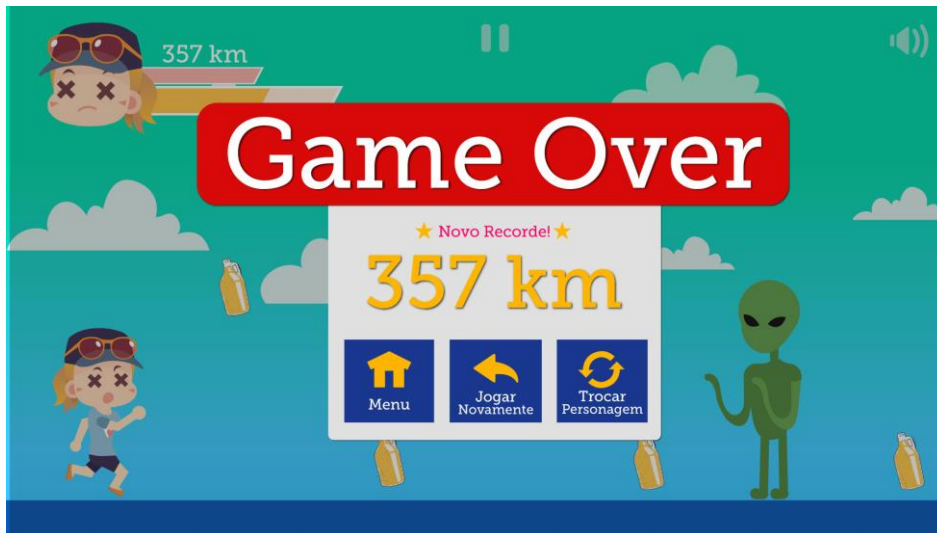 357 km
Game Over
Novo Recorde!
357 km
Menu
Jogar
Novamente
Trocar
Personagem